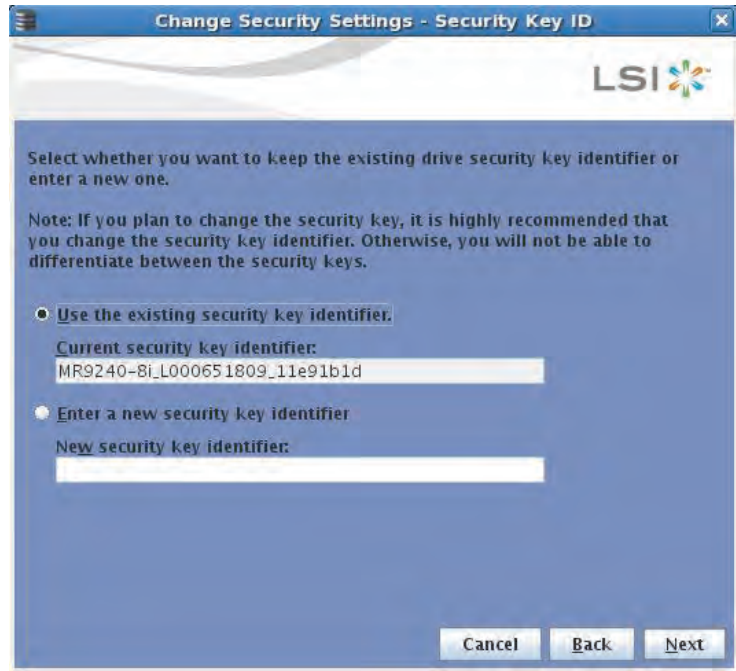 Change Security Settings - Security Key ID
LSI
Select whether you want to keep the existing drive security key identifier or
enter a new one.
Note: If you plan to change the security key, it is highly recommended that
you change the security key identifier. Otherwise, you will not be able to
differentiate between the security keys.
Use the existing security key identifier.
Current security key identifier:
MR9240-8i_L000651809_11e91b1d
Enter a new security key identifier
New security key identifier:
Cancel Back Next